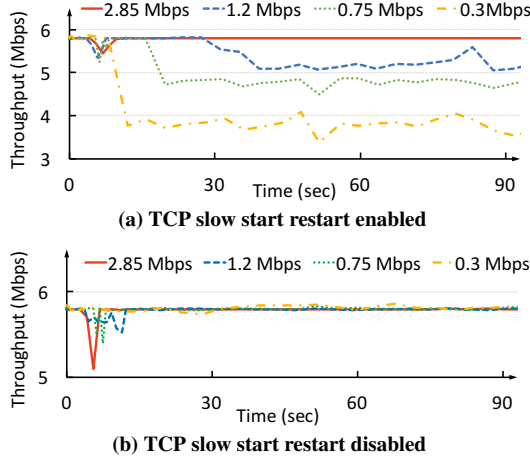 2.85 Mbps 1.2 Mbps 0.75 Mbps 0.3Mbps
Throughput (Mbps)
6
5
4
3
0 30 60 90
Time (sec)
(a) TCP slow start restart enabled
2.85 Mbps 1.2 Mbps 0.75 Mbps 0.3 Mbps
Throughput (Mbps)
6
5
0 30 60 90
Time (sec)
(b) TCP slow start restart disabled